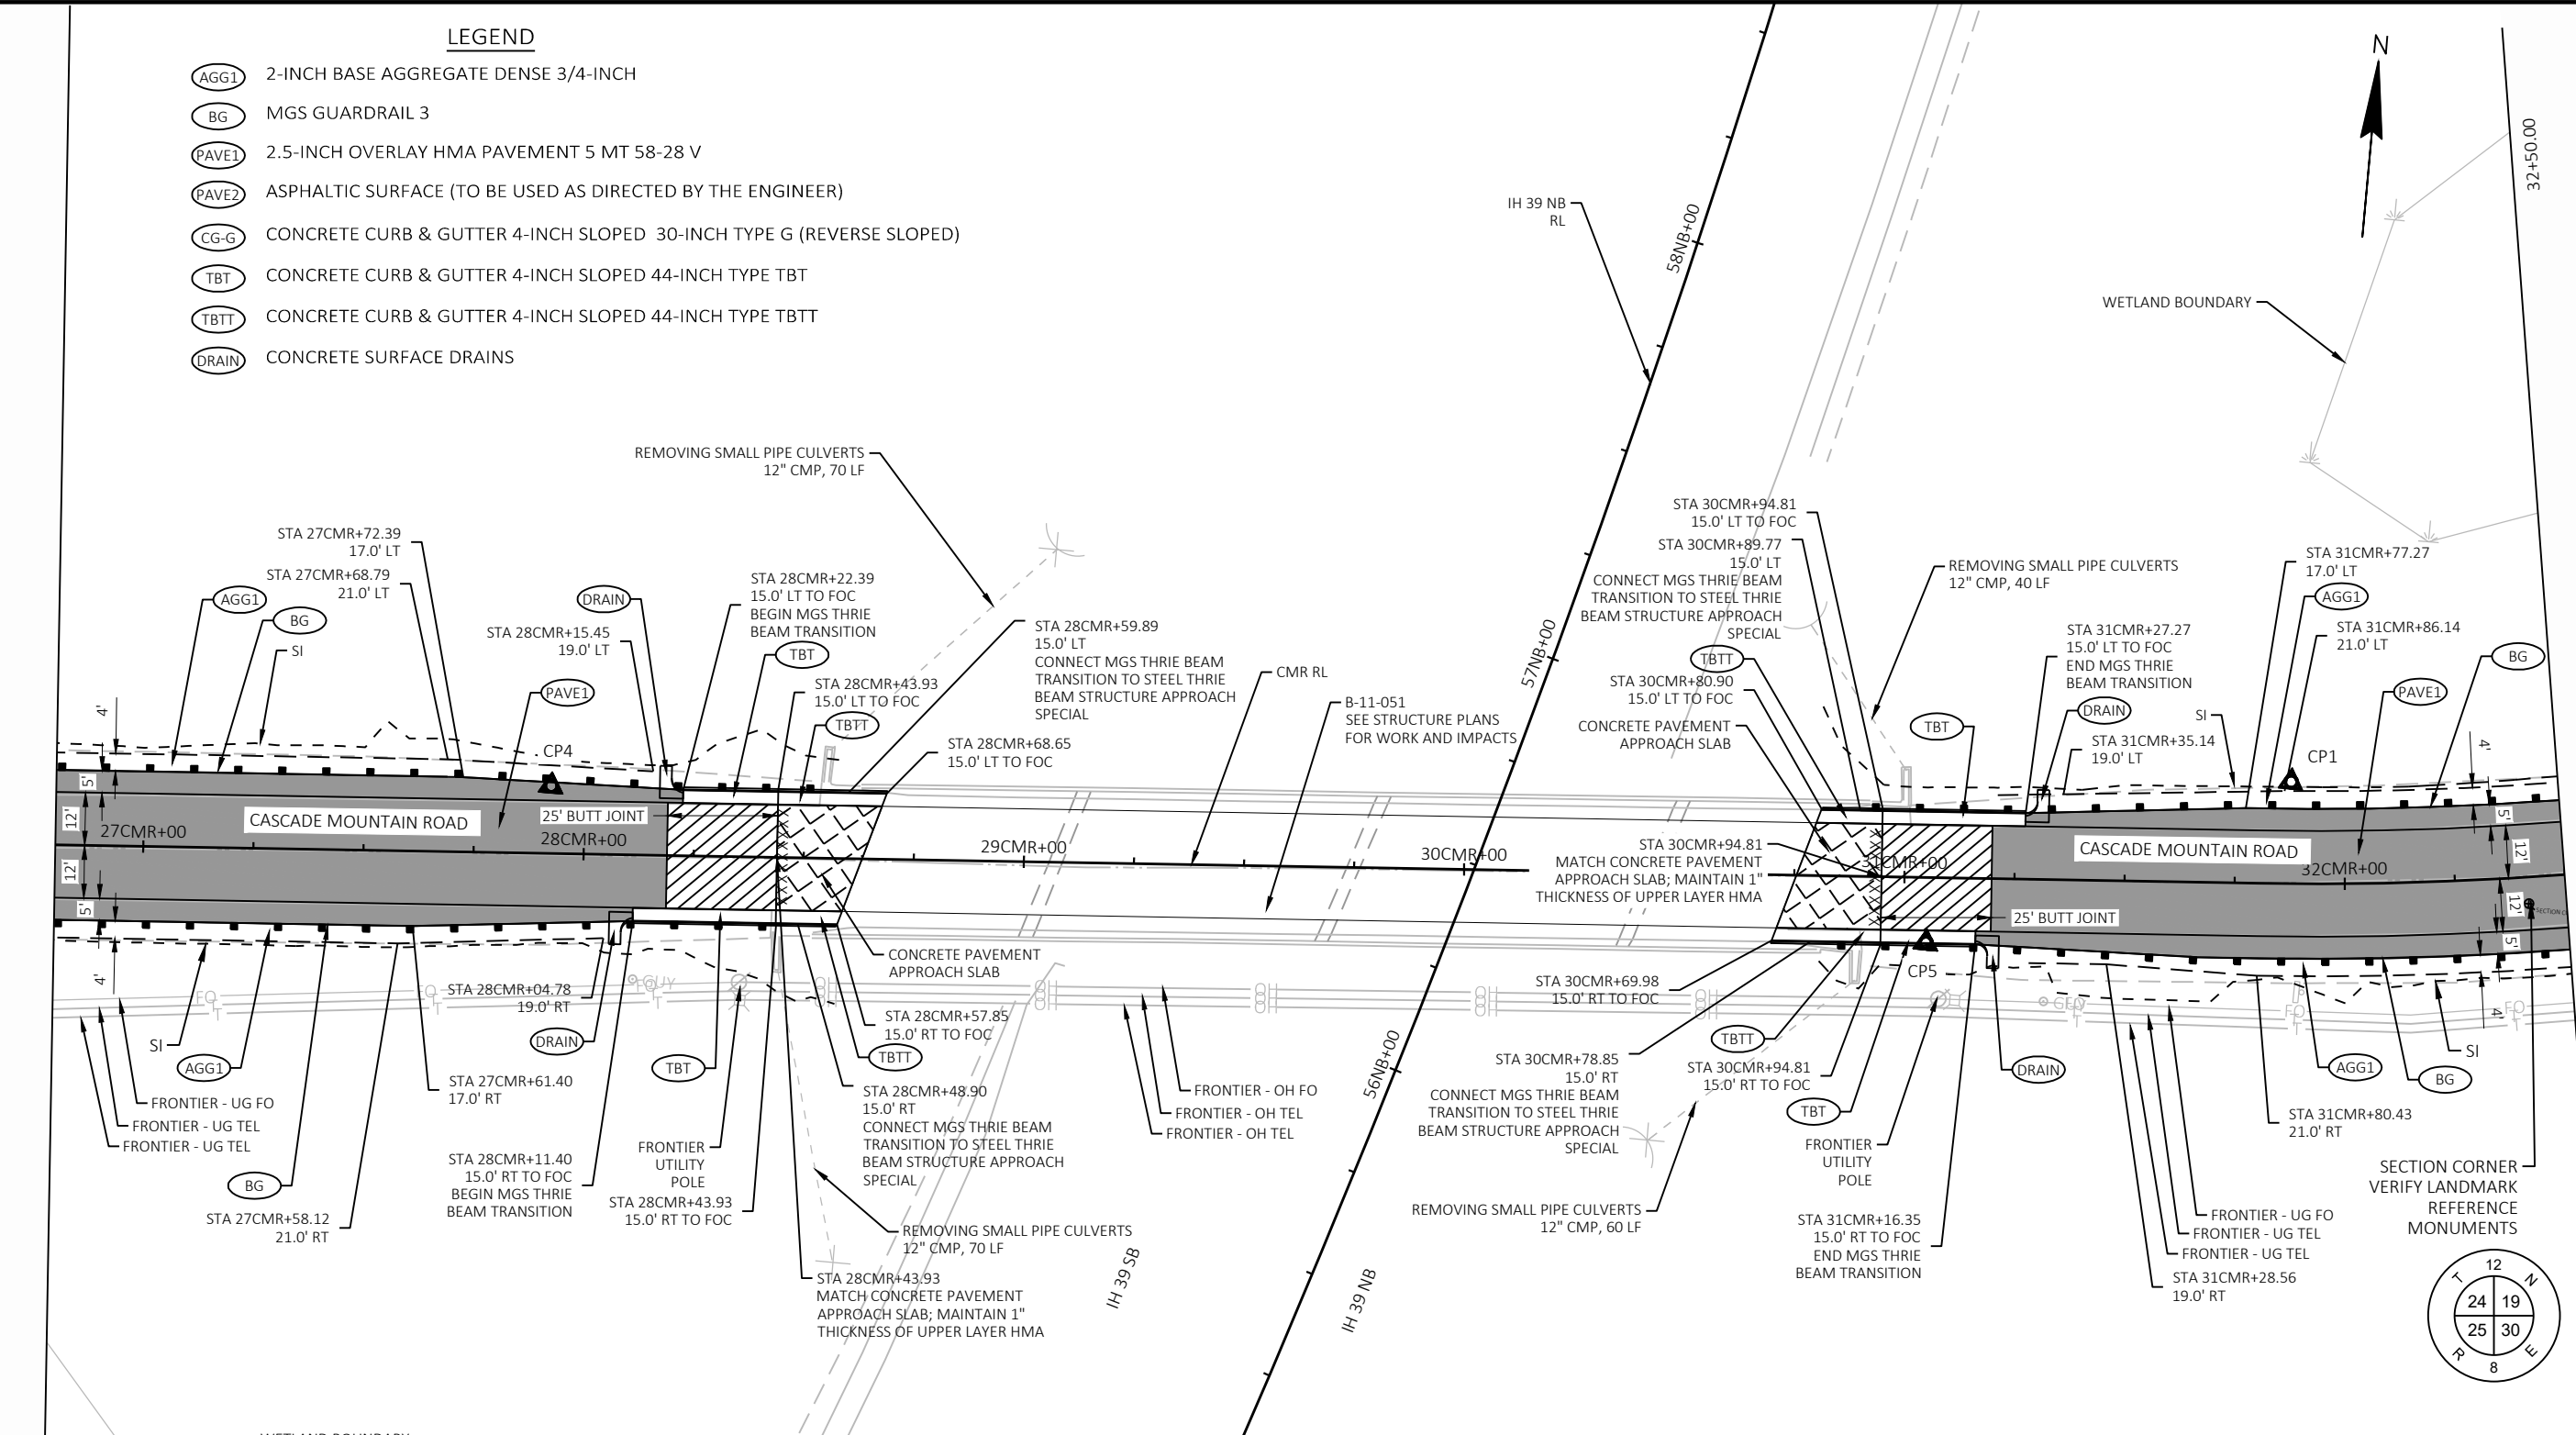 LEGEND
AGG1 2-INCH BASE AGGREGATE DENSE 3/4-INCH
BG MGS GUARDRAIL 3
PAVE1 2.5-INCH OVERLAY HMA PAVEMENT 5 MT 58-28 V
PAVE2 ASPHALTIC SURFACE (TO BE USED AS DIRECTED BY THE ENGINEER)
CG-G CONCRETE CURB & GUTTER 4-INCH SLOPED 30-INCH TYPE G (REVERSE SLOPED)
TBT CONCRETE CURB & GUTTER 4-INCH SLOPED 44-INCH TYPE TBT
TBTT CONCRETE CURB & GUTTER 4-INCH SLOPED 44-INCH TYPE TBTT
DRAIN CONCRETE SURFACE DRAINS
N
32+50.00
IH 39 NB
RL
58NB+00
57NB+00
56NB+00
WETLAND BOUNDARY
REMOVING SMALL PIPE CULVERTS
12" CMP, 70 LF
STA 27CMR+72.39
17.0' LT
STA 27CMR+68.79
21.0' LT
AGG1
BG
SI
STA 28CMR+15.45
19.0' LT
PAVE1
DRAIN
STA 28CMR+22.39
15.0' LT TO FOC
BEGIN MGS THRIE
BEAM TRANSITION
TBT
STA 28CMR+43.93
15.0' LT TO FOC
TBTT
STA 28CMR+59.89
15.0' LT
CONNECT MGS THRIE BEAM
TRANSITION TO STEEL THRIE
BEAM STRUCTURE APPROACH
SPECIAL
STA 28CMR+68.65
15.0' LT TO FOC
CMR RL
B-11-051
SEE STRUCTURE PLANS
FOR WORK AND IMPACTS
STA 30CMR+94.81
15.0' LT TO FOC
STA 30CMR+89.77
15.0' LT
CONNECT MGS THRIE BEAM
TRANSITION TO STEEL THRIE
BEAM STRUCTURE APPROACH
SPECIAL
TBTT
STA 30CMR+80.90
15.0' LT TO FOC
CONCRETE PAVEMENT
APPROACH SLAB
REMOVING SMALL PIPE CULVERTS
12" CMP, 40 LF
STA 31CMR+27.27
15.0' LT TO FOC
END MGS THRIE
BEAM TRANSITION
TBT
DRAIN
STA 31CMR+35.14
19.0' LT
SI
STA 31CMR+77.27
17.0' LT
AGG1
STA 31CMR+86.14
21.0' LT
BG
PAVE1
CP4
CP1
4'
5'
12'
12'
5'
4'
CASCADE MOUNTAIN ROAD
25' BUTT JOINT
27CMR+00
28CMR+00
29CMR+00
30CMR+00
31CMR+00
32CMR+00
STA 30CMR+94.81
MATCH CONCRETE PAVEMENT
APPROACH SLAB; MAINTAIN 1"
THICKNESS OF UPPER LAYER HMA
CASCADE MOUNTAIN ROAD
25' BUTT JOINT
4'
5'
12'
12'
5'
4'
SECTION C
CP5
FO
T
FO
T
GUY
FO
T
OH
OH
OH
OH
OH
OH
OH
OH
OH
OH
FO
T
FO
T
FO
T
SI
AGG1
FRONTIER - UG FO
FRONTIER - UG TEL
FRONTIER - UG TEL
BG
STA 27CMR+58.12
21.0' RT
STA 27CMR+61.40
17.0' RT
STA 28CMR+04.78
19.0' RT
DRAIN
STA 28CMR+11.40
15.0' RT TO FOC
BEGIN MGS THRIE
BEAM TRANSITION
TBT
FRONTIER
UTILITY
POLE
STA 28CMR+43.93
15.0' RT TO FOC
CONCRETE PAVEMENT
APPROACH SLAB
STA 28CMR+57.85
15.0' RT TO FOC
TBTT
STA 28CMR+48.90
15.0' RT
CONNECT MGS THRIE BEAM
TRANSITION TO STEEL THRIE
BEAM STRUCTURE APPROACH
SPECIAL
REMOVING SMALL PIPE CULVERTS
12" CMP, 70 LF
STA 28CMR+43.93
MATCH CONCRETE PAVEMENT
APPROACH SLAB; MAINTAIN 1"
THICKNESS OF UPPER LAYER HMA
IH 39 SB
IH 39 NB
FRONTIER - OH FO
FRONTIER - OH TEL
FRONTIER - OH TEL
STA 30CMR+69.98
15.0' RT TO FOC
STA 30CMR+78.85
15.0' RT
CONNECT MGS THRIE BEAM
TRANSITION TO STEEL THRIE
BEAM STRUCTURE APPROACH
SPECIAL
TBTT
STA 30CMR+94.81
15.0' RT TO FOC
TBT
REMOVING SMALL PIPE CULVERTS
12" CMP, 60 LF
FRONTIER
UTILITY
POLE
STA 31CMR+16.35
15.0' RT TO FOC
END MGS THRIE
BEAM TRANSITION
DRAIN
AGG1
SI
BG
STA 31CMR+80.43
21.0' RT
FRONTIER - UG FO
FRONTIER - UG TEL
FRONTIER - UG TEL
STA 31CMR+28.56
19.0' RT
SECTION CORNER
VERIFY LANDMARK
REFERENCE
MONUMENTS
12
T N
24 19
25 30
R E
8
WETLAND BOUNDARY